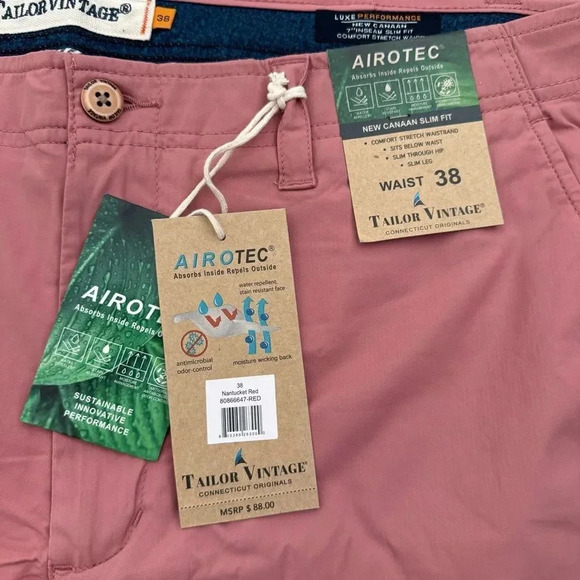 TAILOR VINTAGE®
38
LUXE PERFORMANCE
NEW CANAAN
7" INSEAM SLIM FIT
COMFORT STRETCH WAIST
AIROTEC®
Absorbs Inside Repels Outside
NEW CANAAN SLIM FIT
• COMFORT STRETCH WAISTBAND
• SITS BELOW WAIST
• SLIM THROUGH HIP
• SLIM LEG
WAIST 38
TAILOR VINTAGE®
CONNECTICUT ORIGINALS
AIROTEC
Absorbs Inside Repels
SUSTAINABLE
INNOVATIVE
PERFORMANCE
AIROTEC®
Absorbs Inside Repels Outside
water repellent,
stain resistant face
antimicrobial
odor-control
moisture wicking back
38
Nantucket Red
80866647-RED
TAILOR VINTAGE®
CONNECTICUT ORIGINALS
MSRP $ 88.00